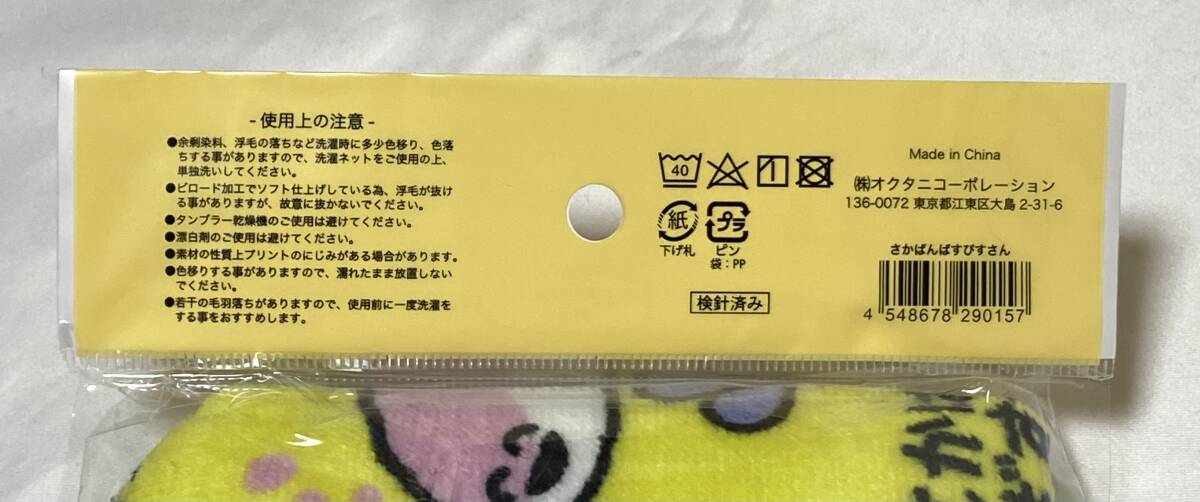 - 使用上の注意 -
●余剰染料、浮毛の落ちなど洗濯時に多少色移り、色落
ちする事がありますので、洗濯ネットをご使用の上、
単独洗いしてください。
●ビロード加工でソフト仕上げしている為、浮毛が抜け
る事がありますが、故意に抜かないでください。
●タンブラー乾燥機のご使用は避けてください。
●漂白剤のご使用は避けてください。
●素材の性質上プリントのにじみがある場合があります。
●色移りする事がありますので、濡れたまま放置しない
でください。
●若干の毛羽落ちがありますので、使用前に一度洗濯を
する事をおすすめします。
40
紙
プラ
下げ札
ピン
袋：PP
検針済み
Made in China
㈱オクタニコーポレーション
136-0072 東京都江東区大島 2-31-6
さかばんばすぴすさん
4 548678 290157